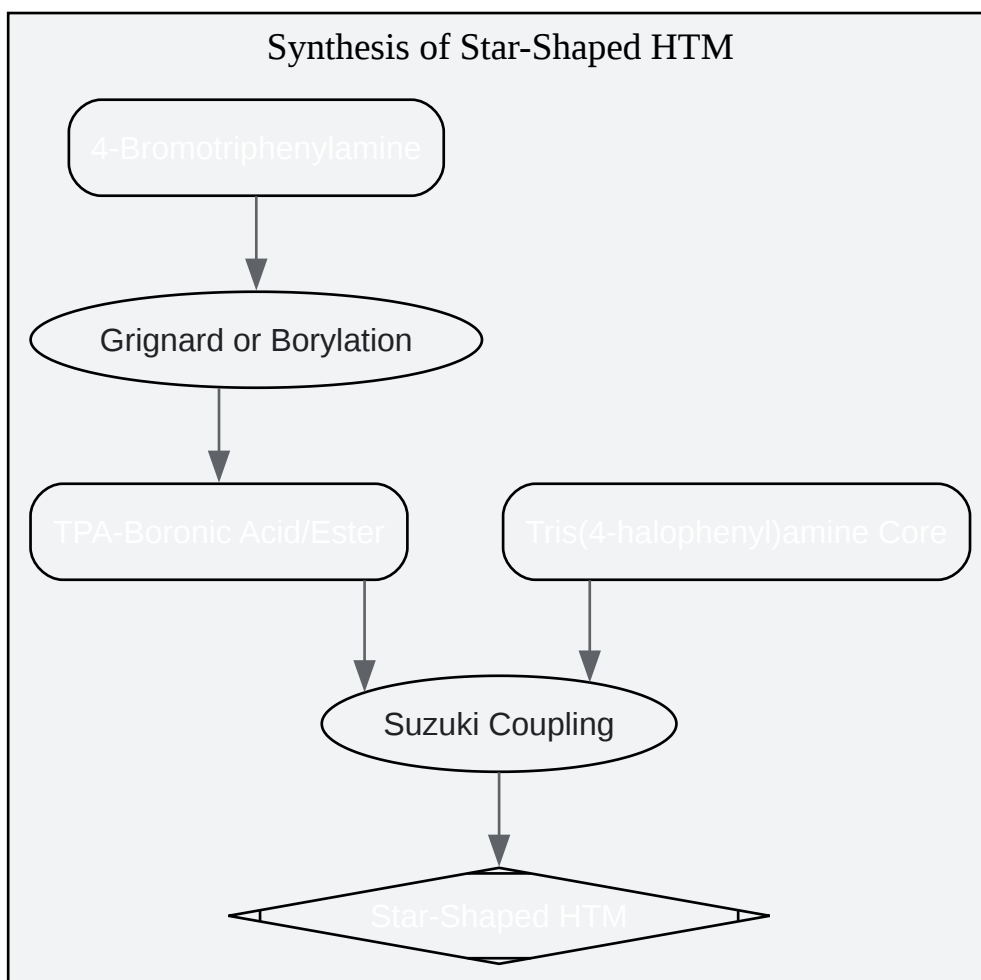 Synthesis of Star-Shaped HTM
4-Bromotriphenylamine
Grignard or Borylation
TPA-Boronic Acid/Ester
Tris(4-halophenyl)amine Core
Suzuki Coupling
Star-Shaped HTM